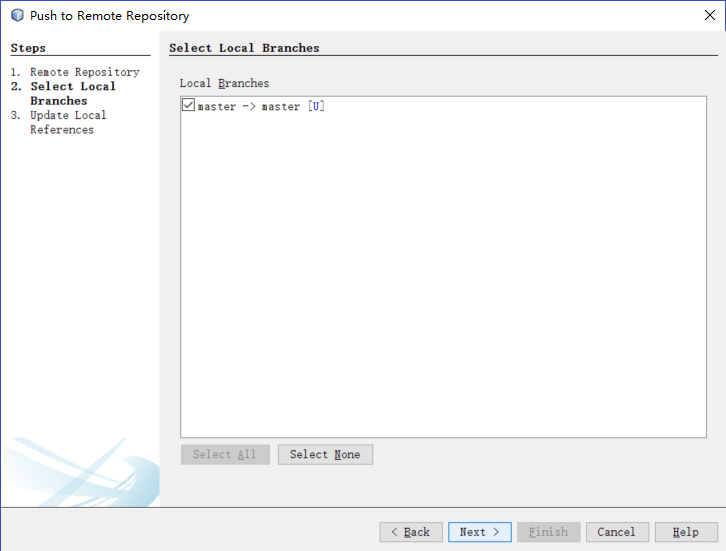 Push to Remote Repository
Steps
1. Remote Repository
2. Select Local
Branches
3. Update Local
References
Select Local Branches
Local Branches
master -> master [U]
Select All
Select None
< Back
Next >
Finish
Cancel
Help